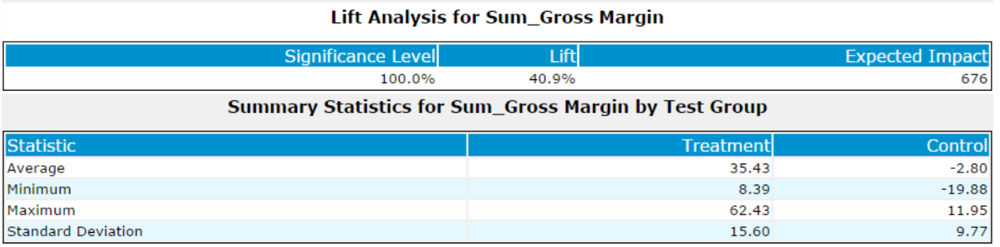 Lift Analysis for Sum_Gross Margin
Significance Level Lift Expected Impact
100.0% 40.9% 676
Summary Statistics for Sum_Gross Margin by Test Group
Statistic Treatment Control
Average 35.43 -2.80
Minimum 8.39 -19.88
Maximum 62.43 11.95
Standard Deviation 15.60 9.77